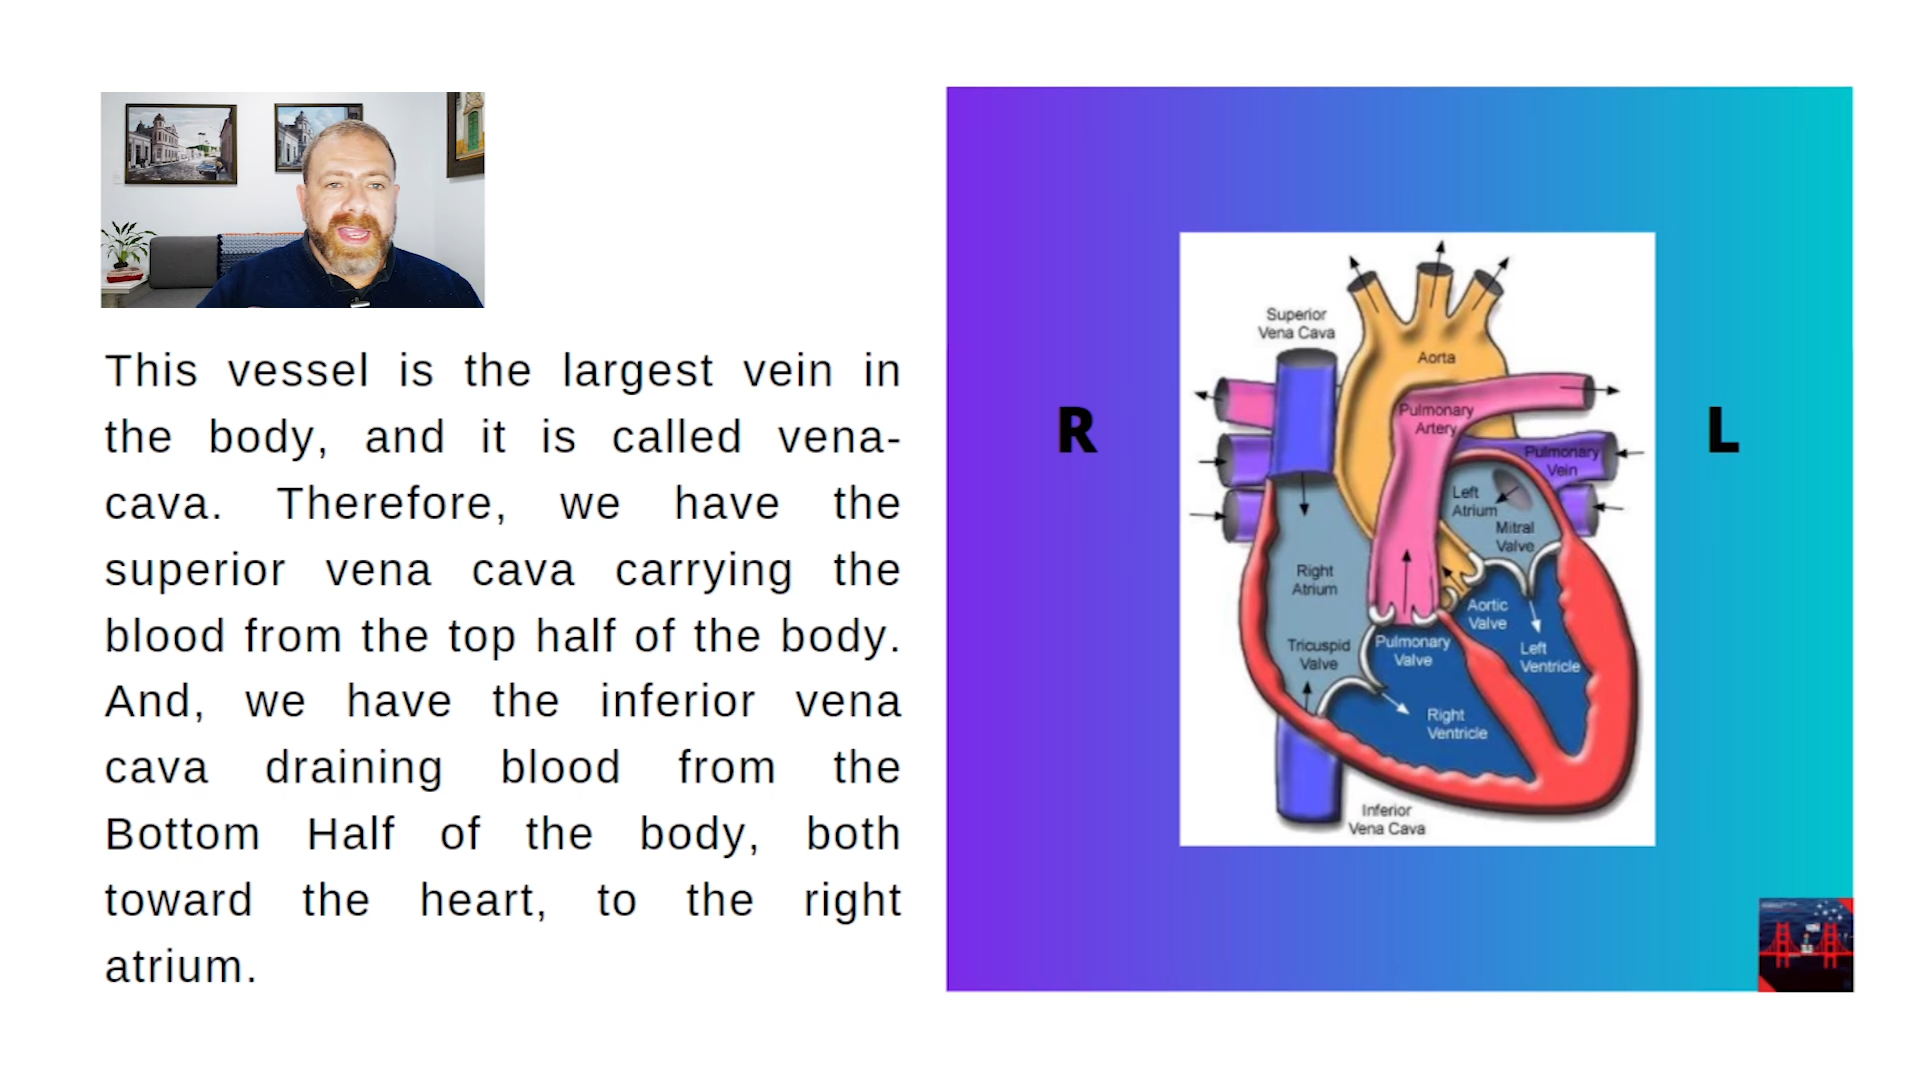 This vessel is the largest vein in
the body, and it is called vena-
cava. Therefore, we have the
superior vena cava carrying the
blood from the top half of the body.
And, we have the inferior vena
cava draining blood from the
Bottom Half of the body, both
toward the heart, to the right
atrium.
R
L
Superior
Vena Cava
Aorta
Pulmonary
Artery
Pulmonary
Vein
Left
Atrium
Mitral
Valve
Right
Atrium
Aortic
Valve
Tricuspid
Valve
Pulmonary
Valve
Left
Ventricle
Right
Ventricle
Inferior
Vena Cava